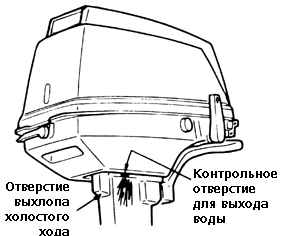 Отверстие
выхлопа
холостого
хода
Контрольное
отверстие
для выхода
воды